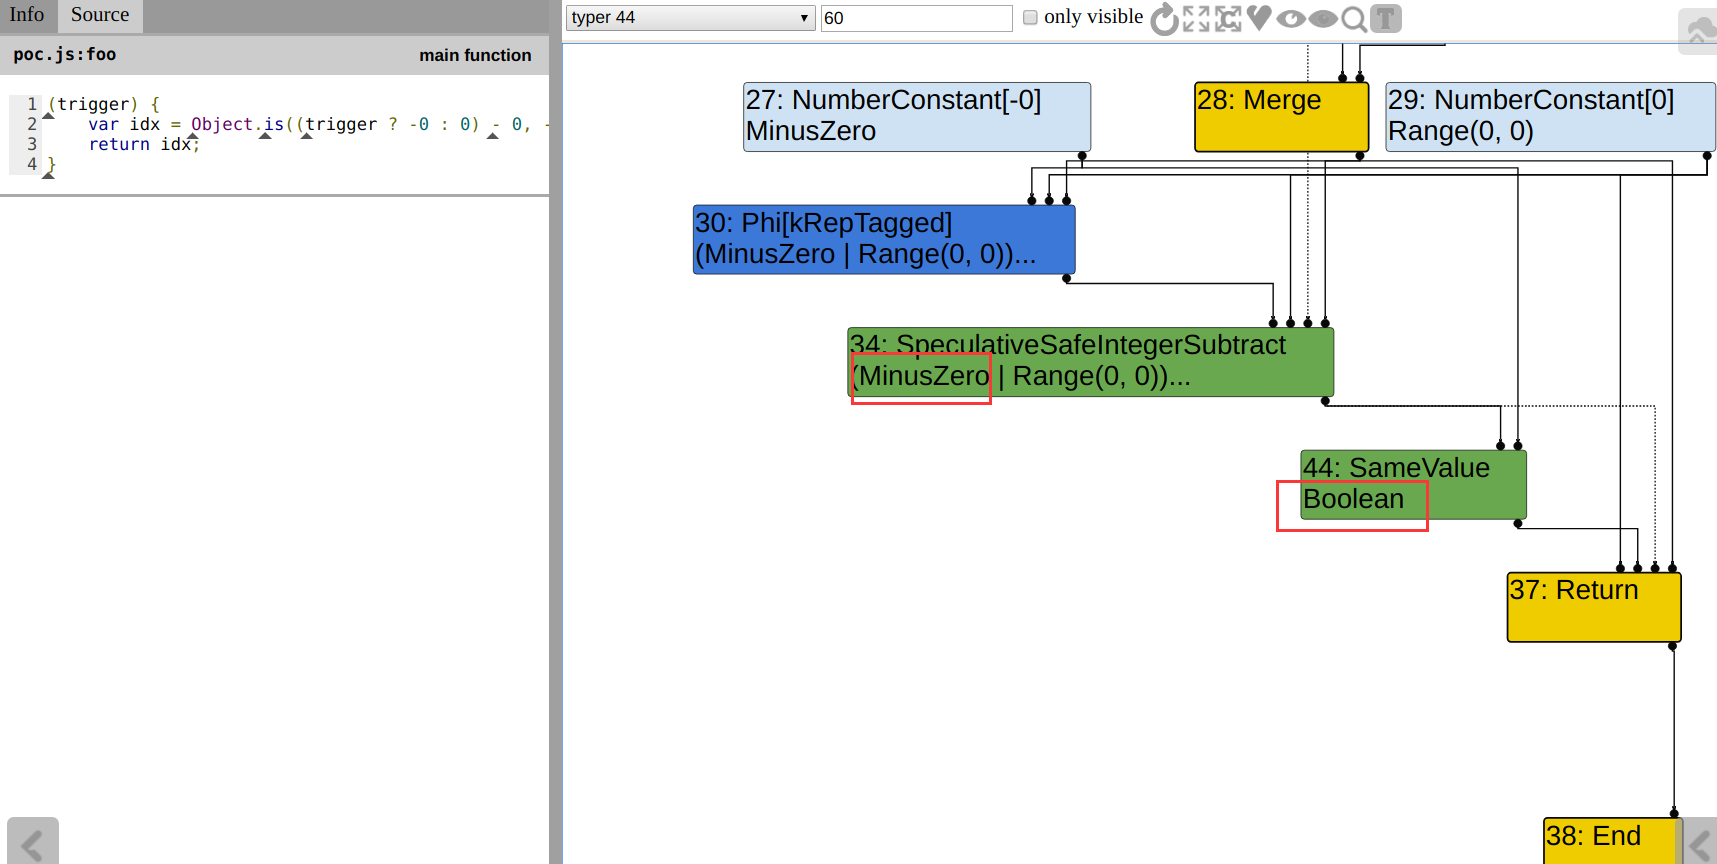 Info Source
typer 44 60 only visible
poc.js:foo main function
1 (trigger) {
2 var idx = Object.is((trigger ? -0 : 0) - 0, -
3 return idx;
4 }
27: NumberConstant[-0]
MinusZero
28: Merge
29: NumberConstant[0]
Range(0, 0)
30: Phi[kRepTagged]
(MinusZero | Range(0, 0))...
34: SpeculativeSafeIntegerSubtract
(MinusZero | Range(0, 0))...
44: SameValue
Boolean
37: Return
38: End